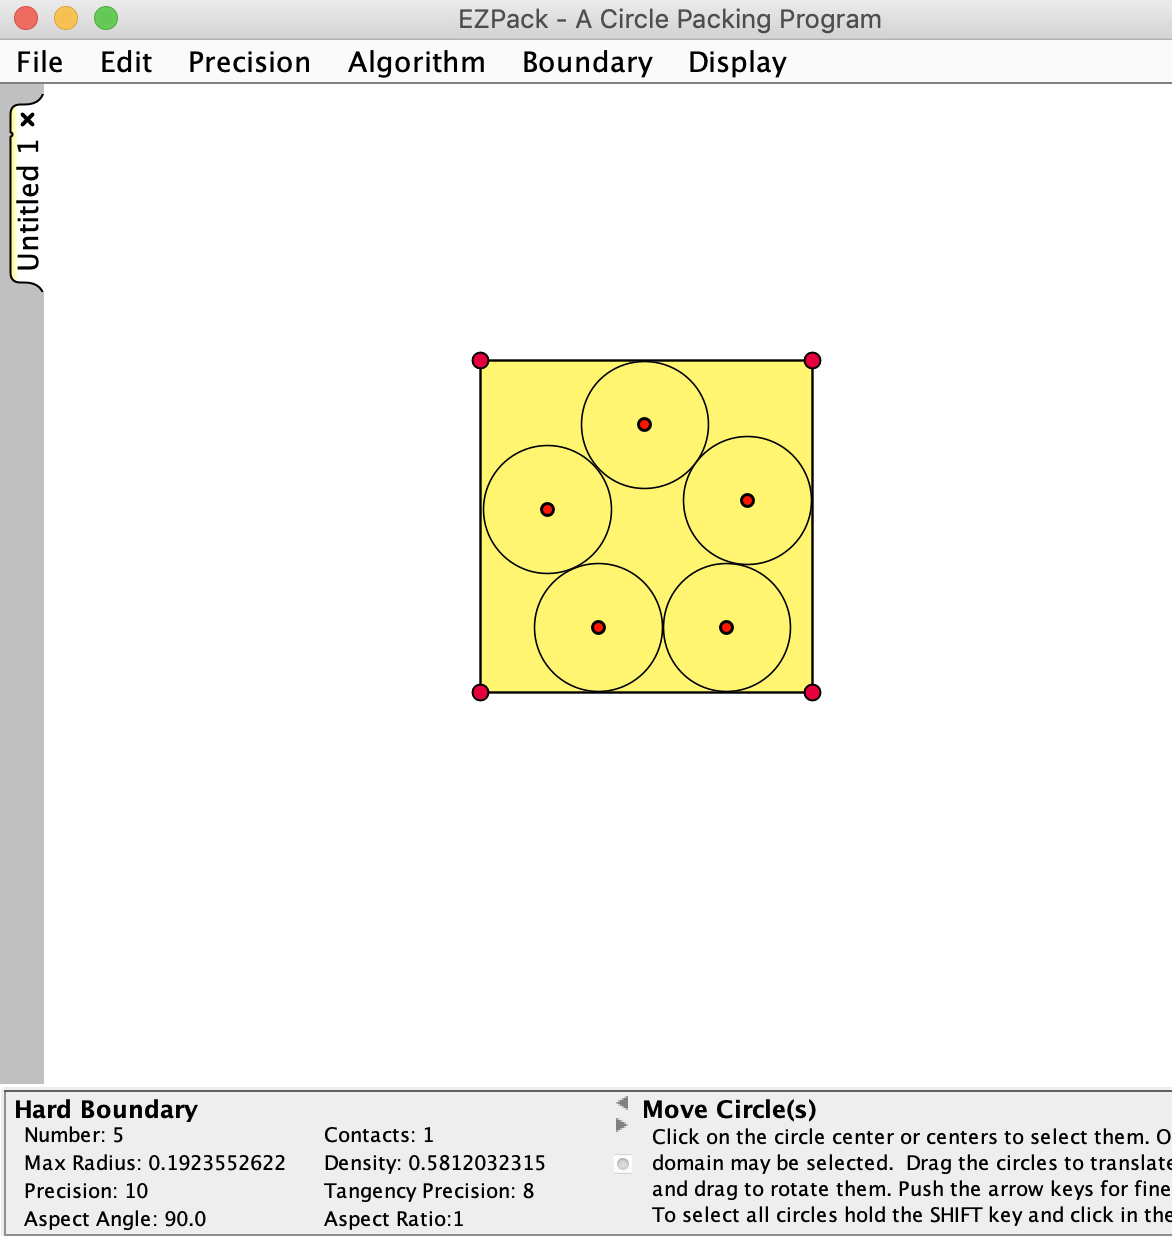 EZPack - A Circle Packing Program
File Edit Precision Algorithm Boundary Display
Untitled 1 ×
Hard Boundary
Number: 5 Contacts: 1
Max Radius: 0.1923552622 Density: 0.5812032315
Precision: 10 Tangency Precision: 8
Aspect Angle: 90.0 Aspect Ratio:1
Move Circle(s)
Click on the circle center or centers to select them. O
domain may be selected. Drag the circles to translate
and drag to rotate them. Push the arrow keys for fine
To select all circles hold the SHIFT key and click in the